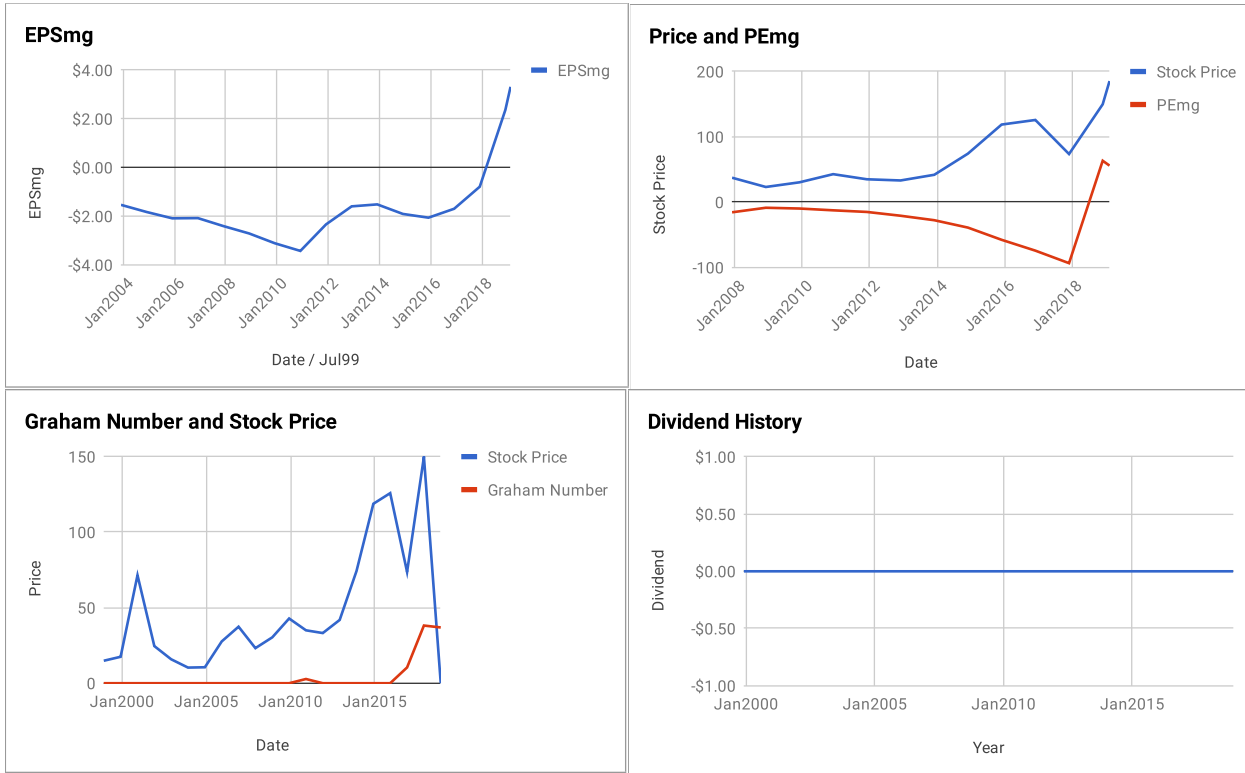 EPSmg
EPSmg
$4.00
$2.00
$0.00
-$2.00
-$4.00
EPSmg
Jan2004
Jan2006
Jan2008
Jan2010
Jan2012
Jan2014
Jan2016
Jan2018
Date / Jul99
Price and PEmg
Stock Price
PEmg
200
100
0
-100
Stock Price
Jan2008
Jan2010
Jan2012
Jan2014
Jan2016
Jan2018
Date
Graham Number and Stock Price
Stock Price
Graham Number
150
100
50
0
Price
Jan2000
Jan2005
Jan2010
Jan2015
Date
Dividend History
$1.00
$0.50
$0.00
-$0.50
-$1.00
Dividend
Jan2000
Jan2005
Jan2010
Jan2015
Year